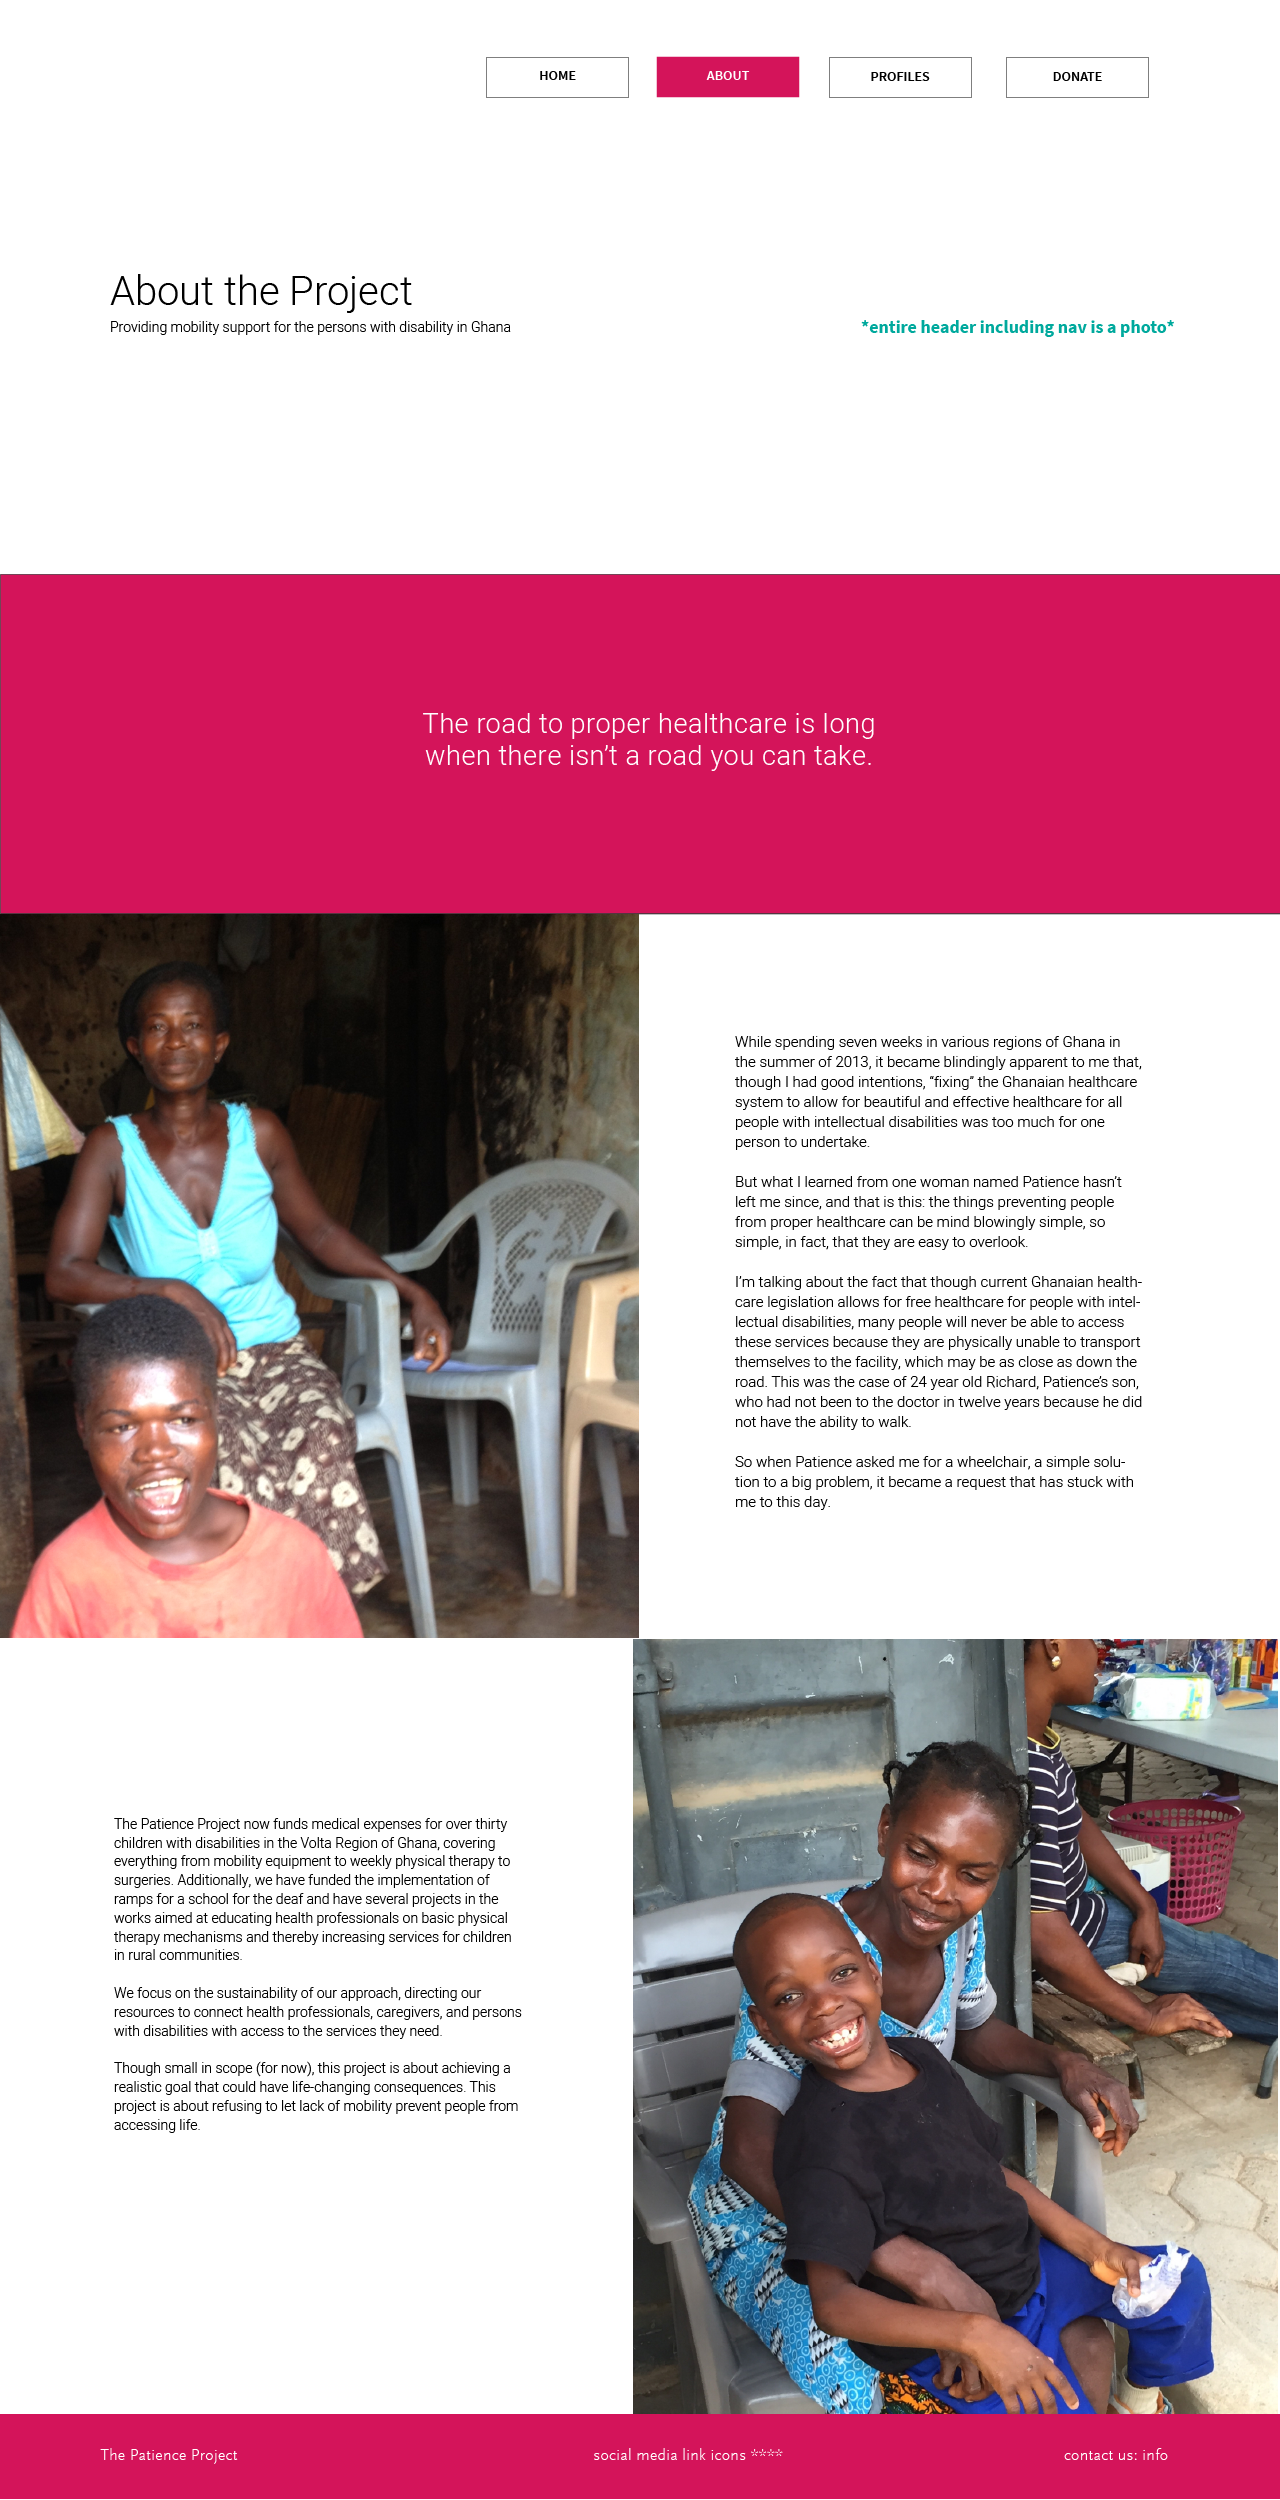 HOME
ABOUT
PROFILES
DONATE
About the Project
Providing mobility support for the persons with disability in Ghana
*entire header including nav is a photo*
The road to proper healthcare is long
when there isn’t a road you can take.
While spending seven weeks in various regions of Ghana in
the summer of 2013, it became blindingly apparent to me that,
though I had good intentions, “fixing” the Ghanaian healthcare
system to allow for beautiful and effective healthcare for all
people with intellectual disabilities was too much for one
person to undertake.
But what I learned from one woman named Patience hasn’t
left me since, and that is this: the things preventing people
from proper healthcare can be mind blowingly simple, so
simple, in fact, that they are easy to overlook.
I’m talking about the fact that though current Ghanaian health-
care legislation allows for free healthcare for people with intel-
lectual disabilities, many people will never be able to access
these services because they are physically unable to transport
themselves to the facility, which may be as close as down the
road. This was the case of 24 year old Richard, Patience’s son,
who had not been to the doctor in twelve years because he did
not have the ability to walk.
So when Patience asked me for a wheelchair, a simple solu-
tion to a big problem, it became a request that has stuck with
me to this day.
The Patience Project now funds medical expenses for over thirty
children with disabilities in the Volta Region of Ghana, covering
everything from mobility equipment to weekly physical therapy to
surgeries. Additionally, we have funded the implementation of
ramps for a school for the deaf and have several projects in the
works aimed at educating health professionals on basic physical
therapy mechanisms and thereby increasing services for children
in rural communities.
We focus on the sustainability of our approach, directing our
resources to connect health professionals, caregivers, and persons
with disabilities with access to the services they need.
Though small in scope (for now), this project is about achieving a
realistic goal that could have life-changing consequences. This
project is about refusing to let lack of mobility prevent people from
accessing life.
The Patience Project
social media link icons ****
contact us: info